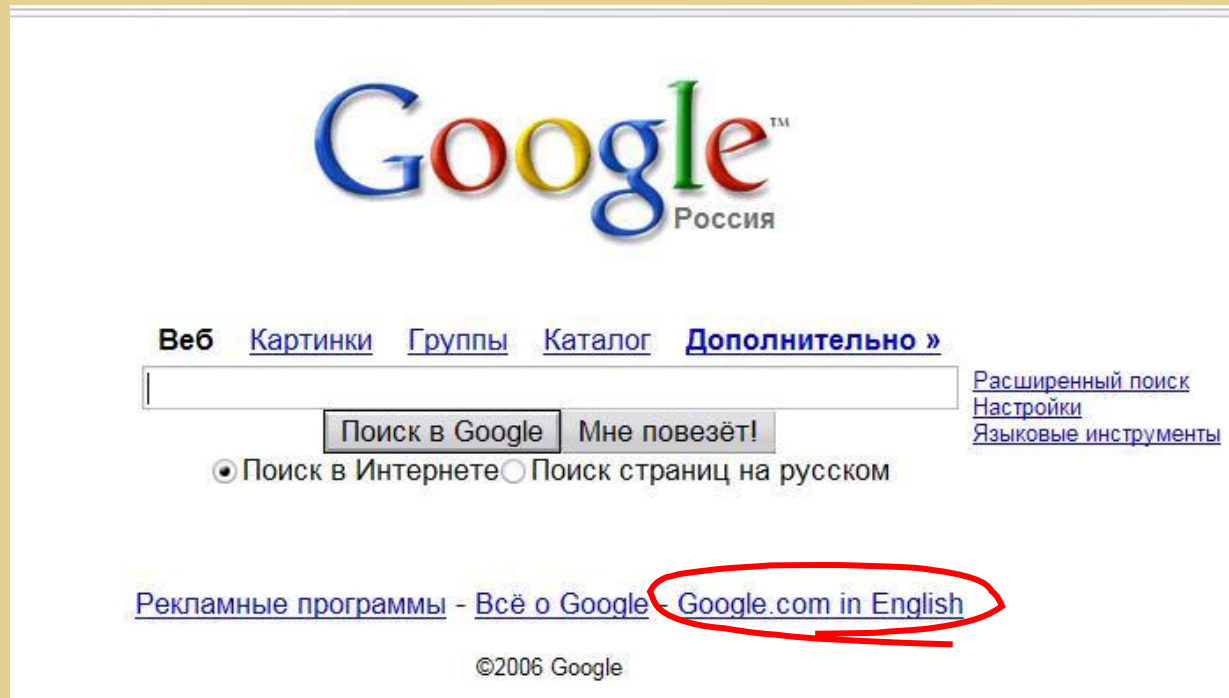 Google™
Россия
Веб Картинки Группы Каталог Дополнительно »
Расширенный поиск
Настройки
Языковые инструменты
Поиск в Google Мне повезёт!
Поиск в Интернете Поиск страниц на русском
Рекламные программы - Всё о Google - Google.com in English
©2006 Google